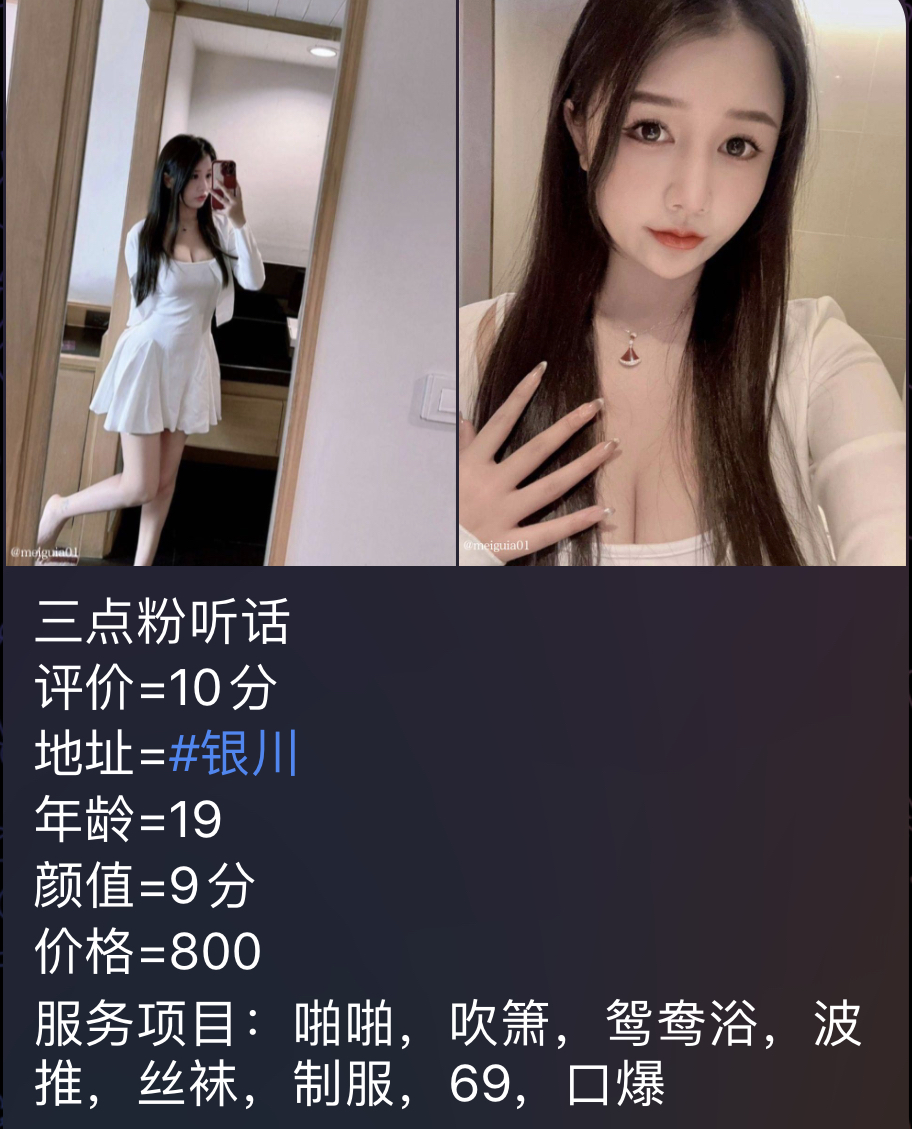 @meiguia01
@meiguia01
三点粉听话
评价=10分
地址=#银川
年龄=19
颜值=9分
价格=800
服务项目：啪啪，吹箫，鸳鸯浴，波
推，丝袜，制服，69，口爆